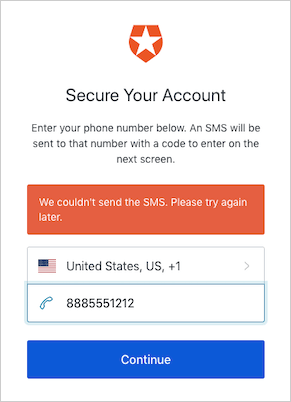 Secure Your Account
Enter your phone number below. An SMS will be
sent to that number with a code to enter on the
next screen.
We couldn't send the SMS. Please try again
later.
United States, US, +1
8885551212
Continue